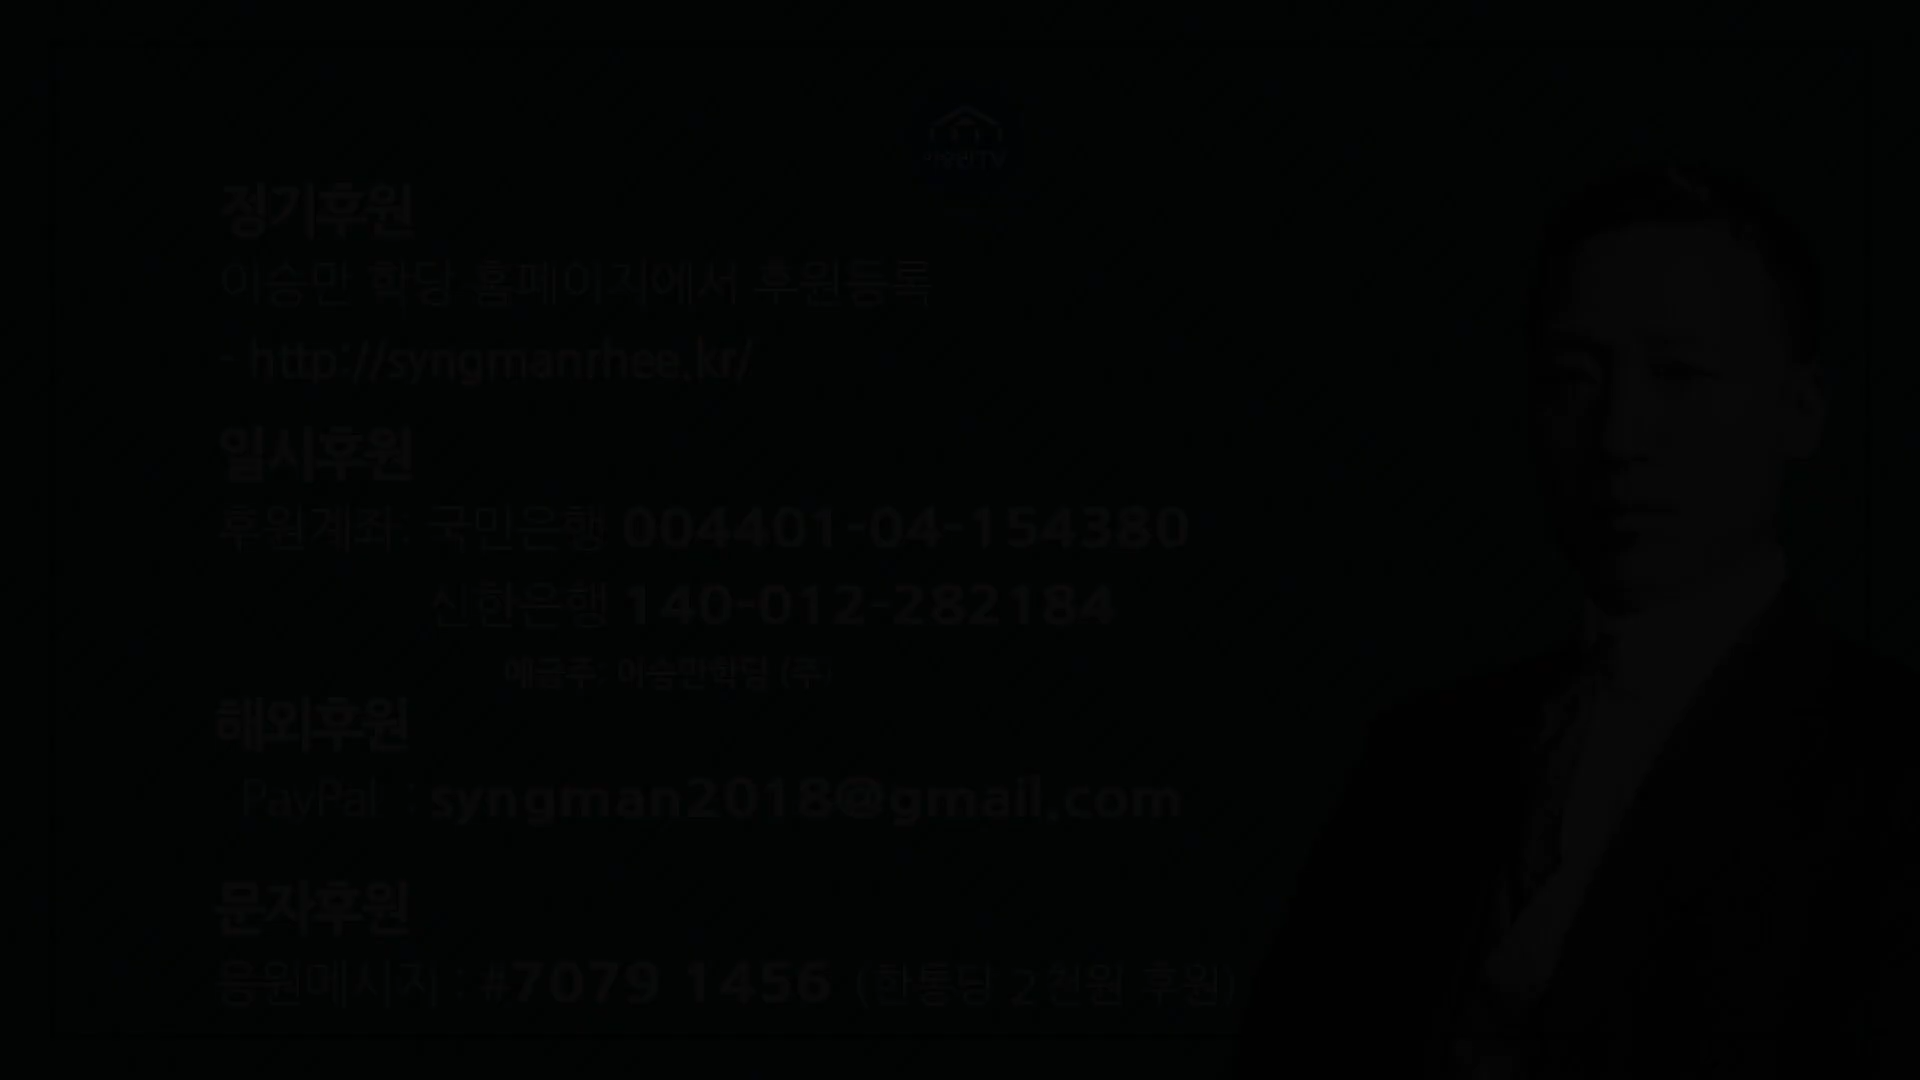 정기후원
이승만 학당 홈페이지에서 후원등록
- http://syngmanrhee.kr/
일시후원
후원계좌: 국민은행 004401-04-154380
신한은행 140-012-282184
예금주: 이승만학당 (주)
해외후원
PayPal : syngman2018@gmail.com
문자후원
응원메시지 : #7079 1456 (한통당 2천원 후원)